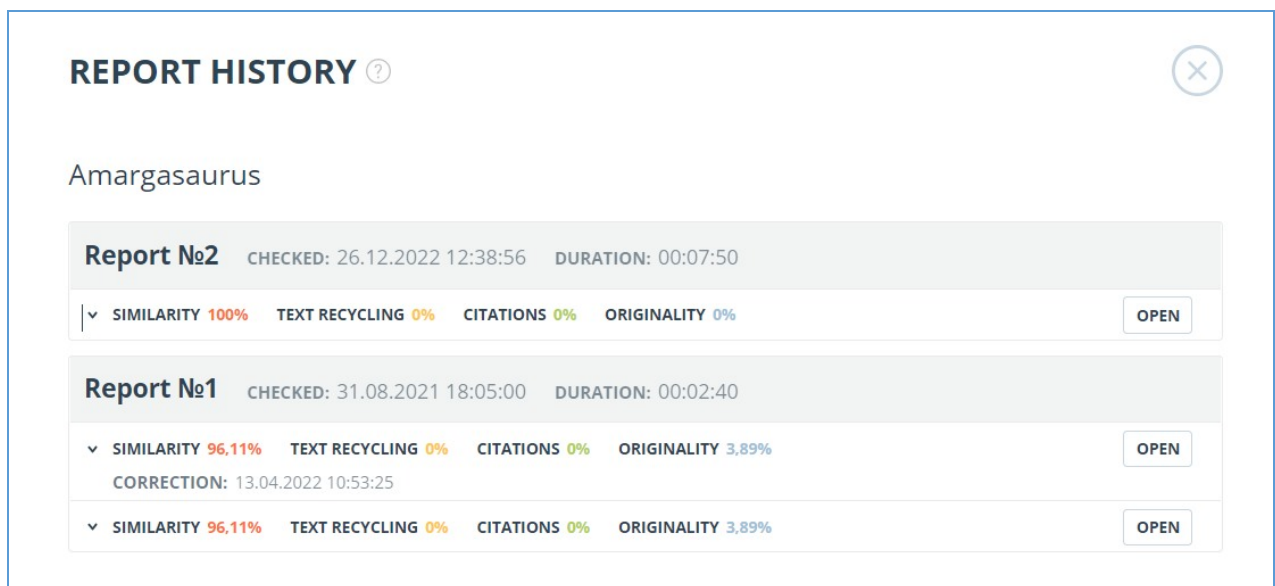 REPORT HISTORY ?
Amargasaurus
Report №2 CHECKED: 26.12.2022 12:38:56 DURATION: 00:07:50
SIMILARITY 100% TEXT RECYCLING 0% CITATIONS 0% ORIGINALITY 0% OPEN
Report №1 CHECKED: 31.08.2021 18:05:00 DURATION: 00:02:40
SIMILARITY 96,11% TEXT RECYCLING 0% CITATIONS 0% ORIGINALITY 3,89% OPEN
CORRECTION: 13.04.2022 10:53:25
SIMILARITY 96,11% TEXT RECYCLING 0% CITATIONS 0% ORIGINALITY 3,89% OPEN